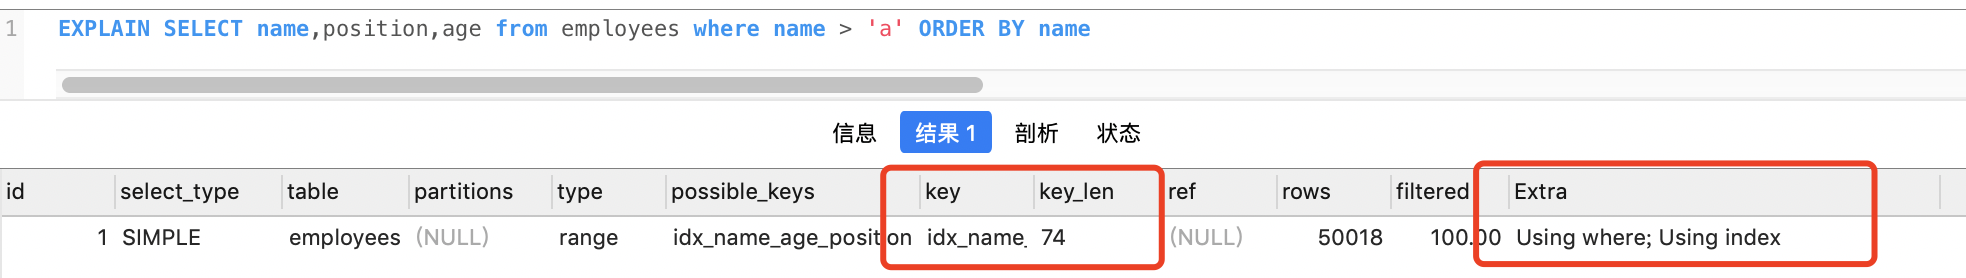 1 EXPLAIN SELECT name,position,age from employees where name > 'a' ORDER BY name
信息 结果 1 剖析 状态
id select_type table partitions type possible_keys key key_len ref rows filtered Extra
1 SIMPLE employees (NULL) range idx_name_age_position idx_name_ 74 (NULL) 50018 100.00 Using where; Using index